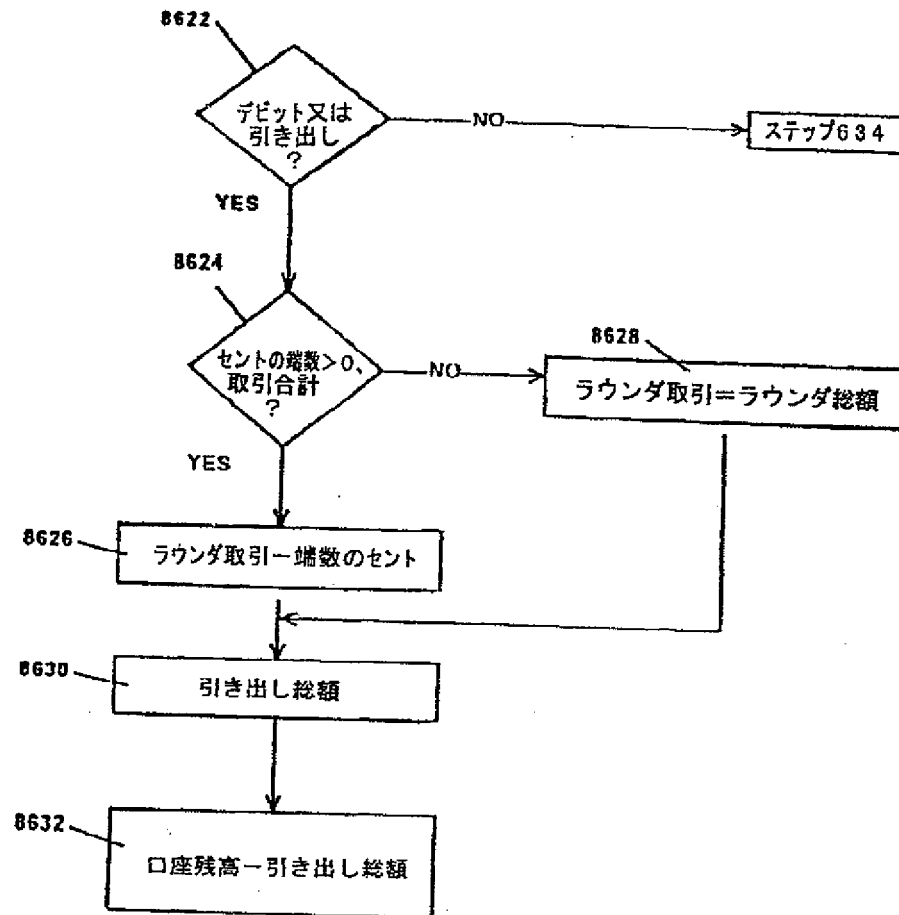 8622
デビット又は
引き出し
?
NO
ステップ634
YES
8624
セントの端数>0、
取引合計
?
NO
8628
ラウンダ取引=ラウンダ総額
YES
8626
ラウンダ取引ー端数のセント
8630
引き出し総額
8632
口座残高ー引き出し総額